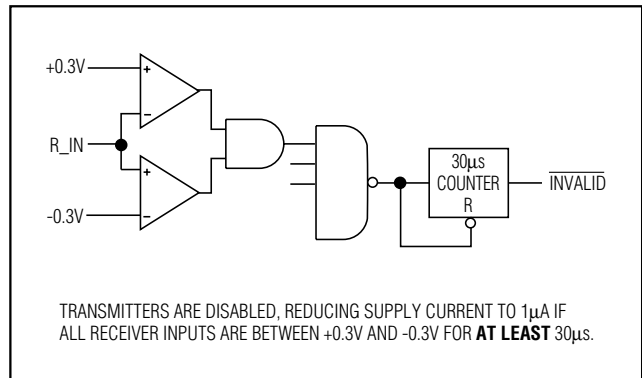 +0.3V
+
-
R_IN
+
-
-0.3V
30µs
COUNTER
R
INVALID
TRANSMITTERS ARE DISABLED, REDUCING SUPPLY CURRENT TO 1µA IF
ALL RECEIVER INPUTS ARE BETWEEN +0.3V AND -0.3V FOR AT LEAST 30µs.